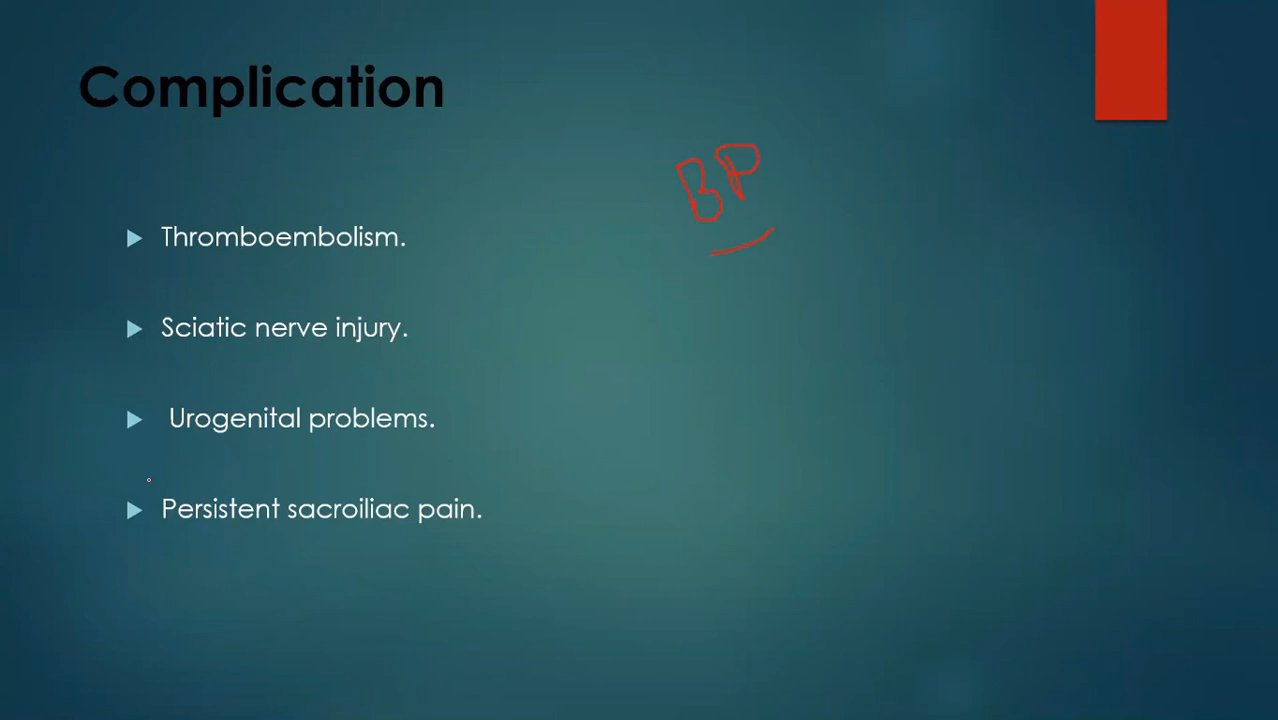 Complication
BP
Thromboembolism.
Sciatic nerve injury.
Urogenital problems.
Persistent sacroiliac pain.